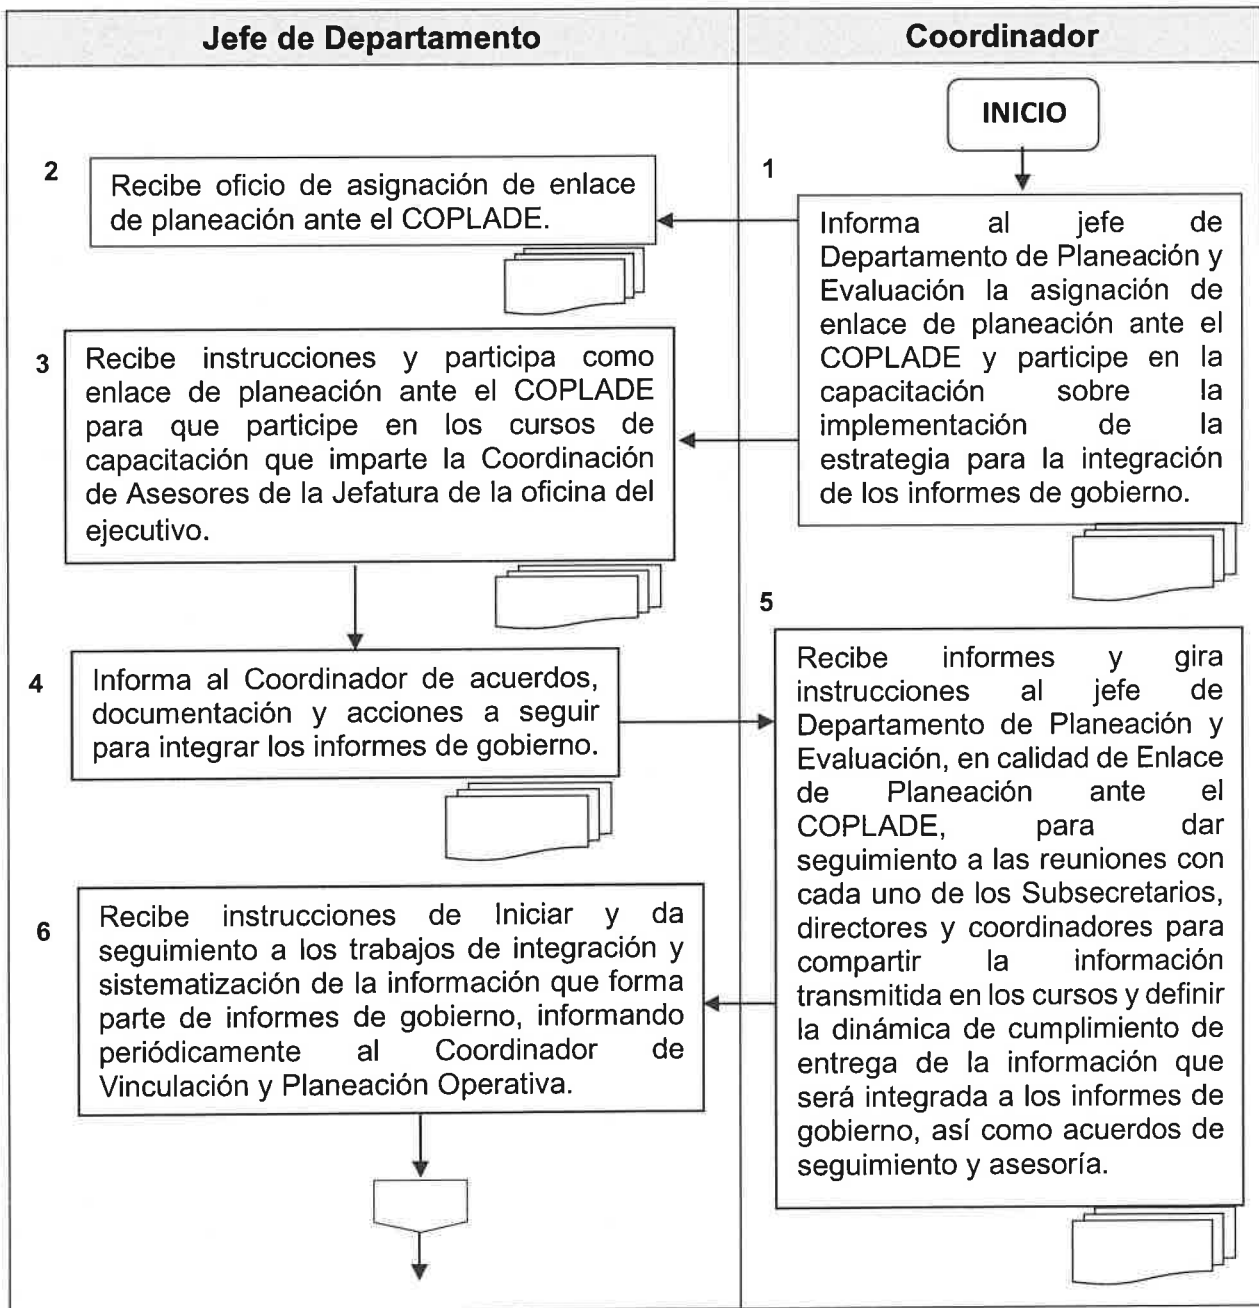 Jefe de Departamento
Coordinador
INICIO
1
Informa al jefe de
Departamento de Planeación y
Evaluación la asignación de
enlace de planeación ante el
COPLADE y participe en la
capacitación sobre la
implementación de la
estrategia para la integración
de los informes de gobierno.
2
Recibe oficio de asignación de enlace
de planeación ante el COPLADE.
3
Recibe instrucciones y participa como
enlace de planeación ante el COPLADE
para que participe en los cursos de
capacitación que imparte la Coordinación
de Asesores de la Jefatura de la oficina del
ejecutivo.
4
Informa al Coordinador de acuerdos,
documentación y acciones a seguir
para integrar los informes de gobierno.
5
Recibe informes y gira
instrucciones al jefe de
Departamento de Planeación y
Evaluación, en calidad de Enlace
de Planeación ante el
COPLADE, para dar
seguimiento a las reuniones con
cada uno de los Subsecretarios,
directores y coordinadores para
compartir la información
transmitida en los cursos y definir
la dinámica de cumplimiento de
entrega de la información que
será integrada a los informes de
gobierno, así como acuerdos de
seguimiento y asesoría.
6
Recibe instrucciones de Iniciar y da
seguimiento a los trabajos de integración y
sistematización de la información que forma
parte de informes de gobierno, informando
periódicamente al Coordinador de
Vinculación y Planeación Operativa.